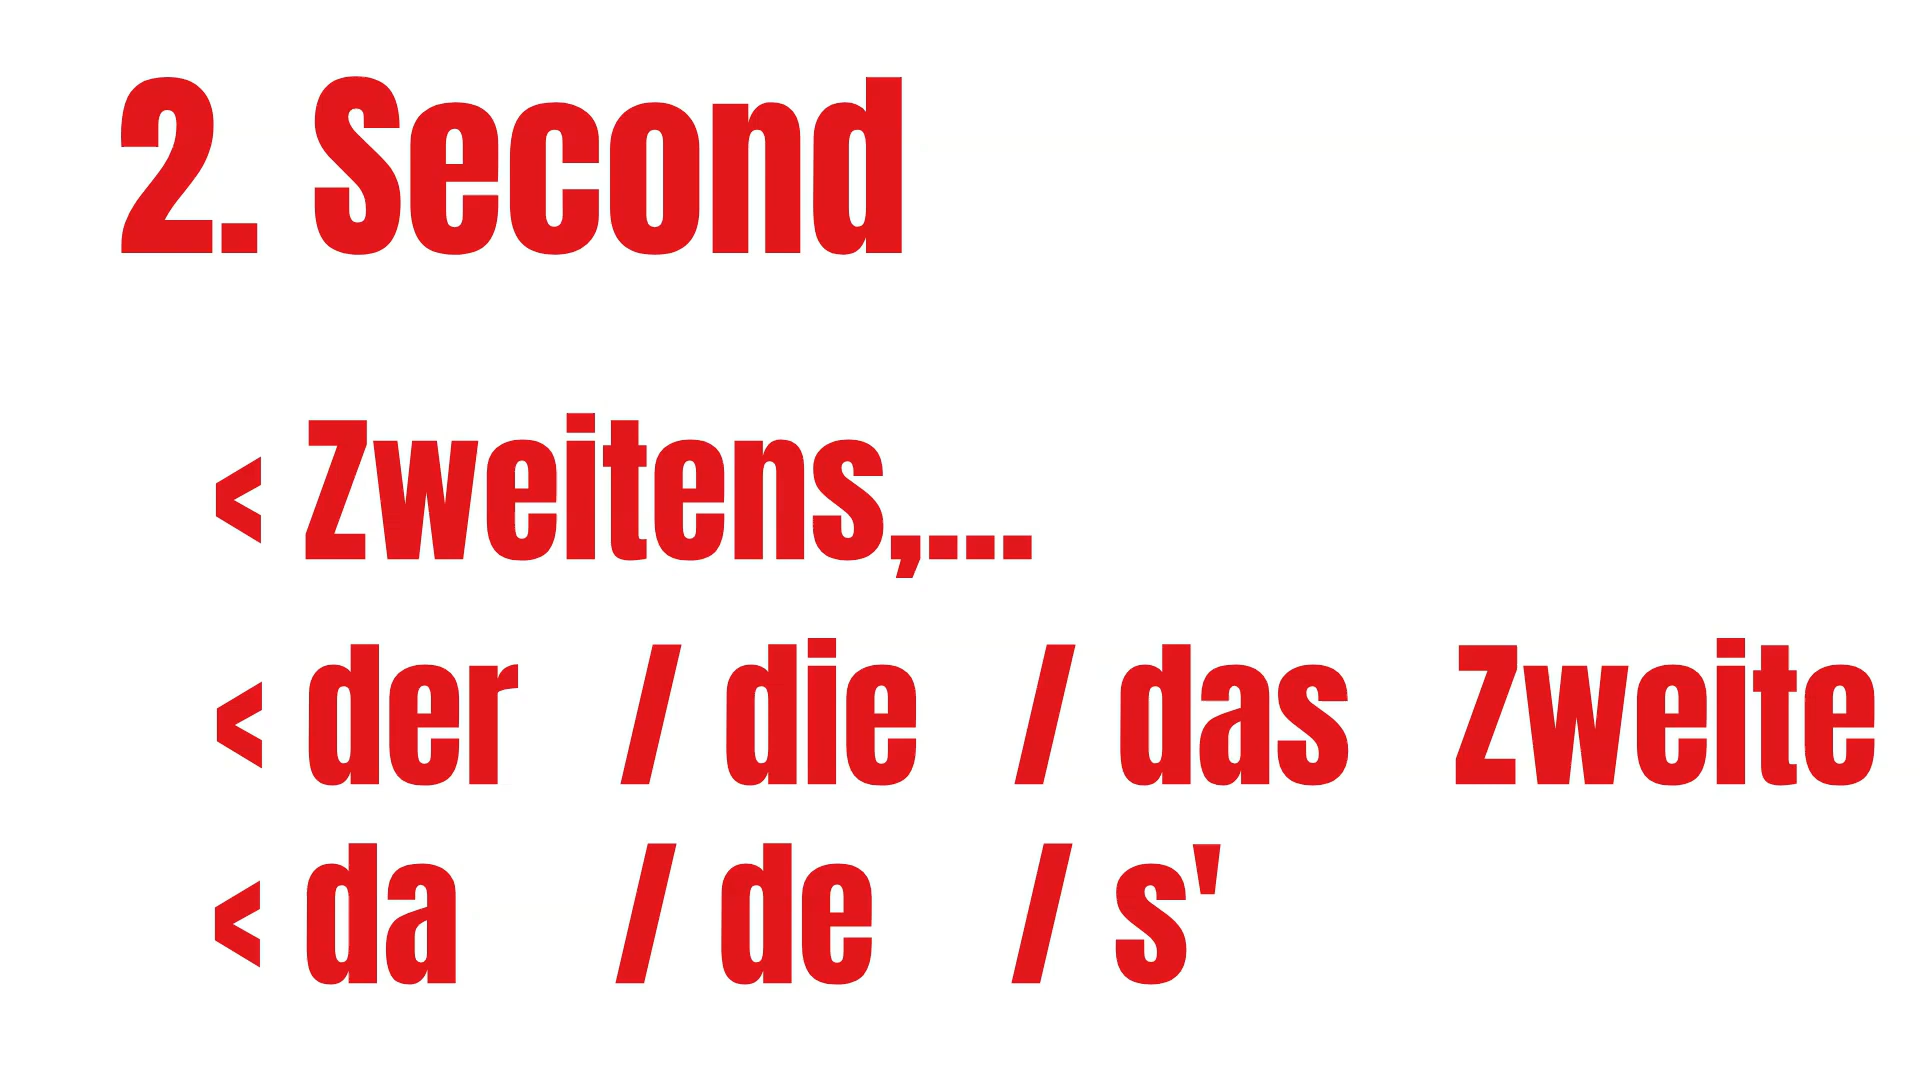 2. Second
< Zweitens,...
< der / die / das Zweite
< da / de / s'